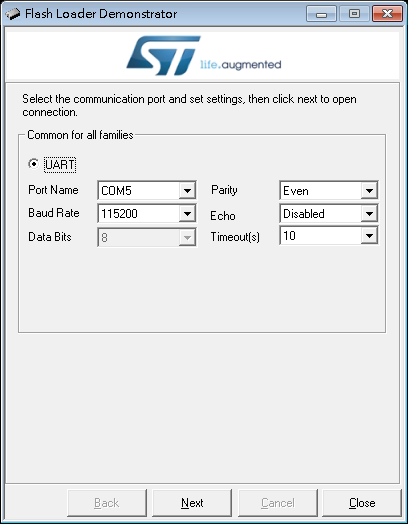 Flash Loader Demonstrator
ST
life.augmented
Select the communication port and set settings, then click next to open
connection.
Common for all families
UART
Port Name COM5 Parity Even
Baud Rate 115200 Echo Disabled
Data Bits 8 Timeout(s) 10
Back Next Cancel Close